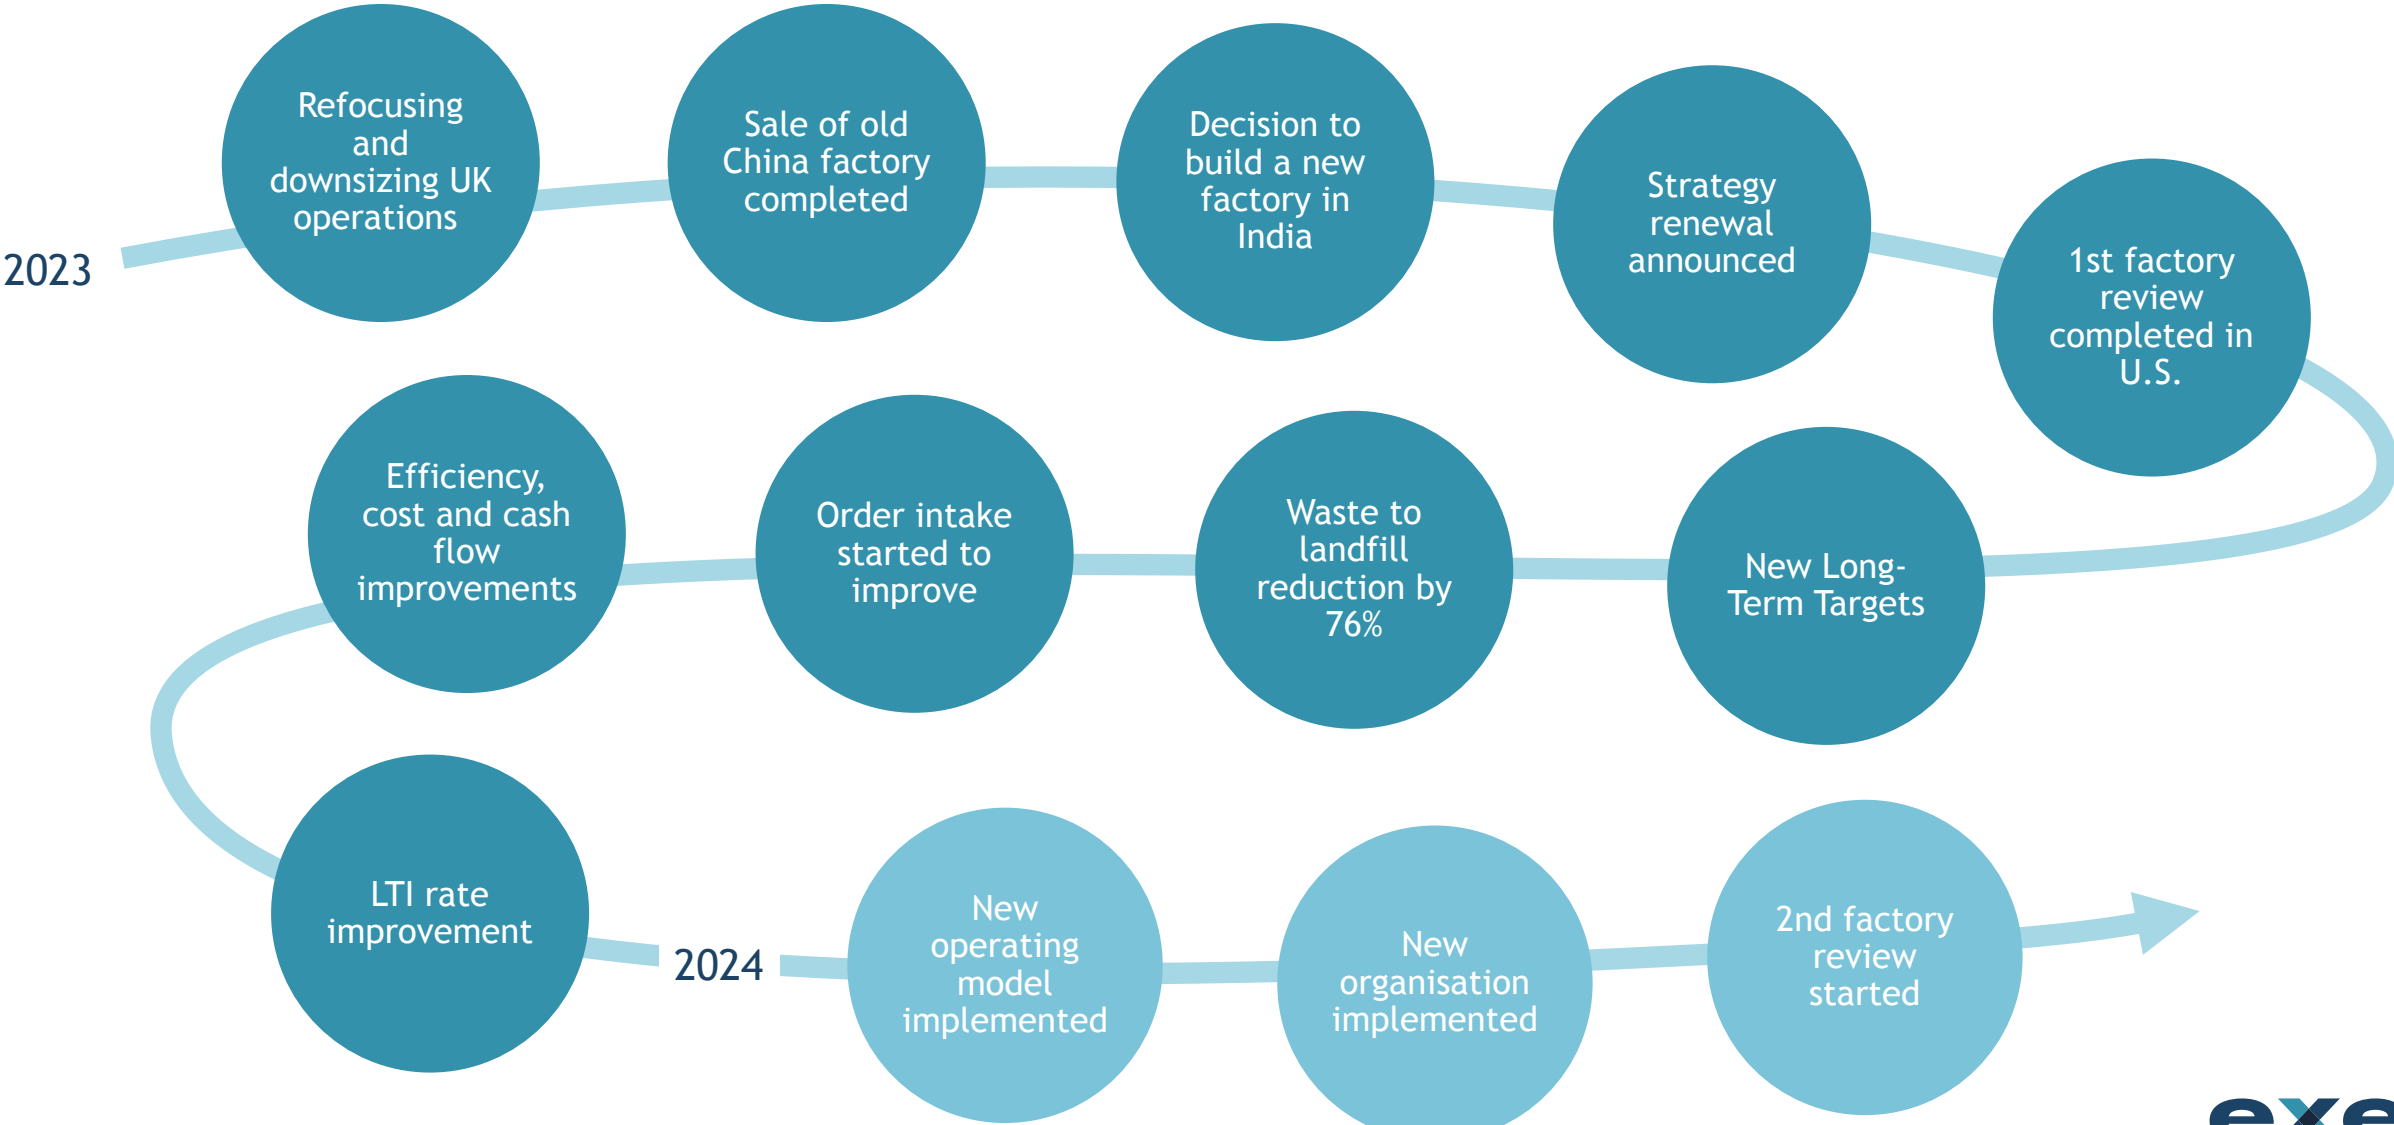 2023
Refocusing
and
downsizing UK
operations
Sale of old
China factory
completed
Decision to
build a new
factory in
India
Strategy
renewal
announced
1st factory
review
completed in
U.S.
New Long-
Term Targets
Waste to
landfill
reduction by
76%
Order intake
started to
improve
Efficiency,
cost and cash
flow
improvements
LTI rate
improvement
2024
New
operating
model
implemented
New
organisation
implemented
2nd factory
review
started